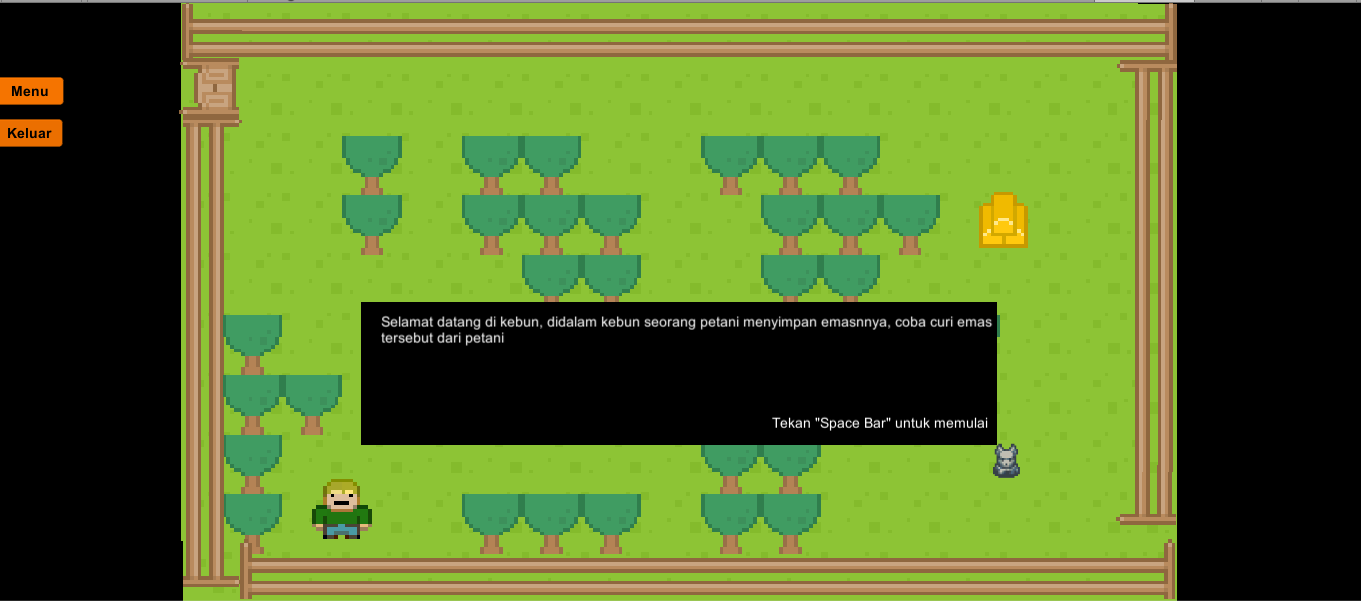 Menu
Keluar
Selamat datang di kebun, didalam kebun seorang petani menyimpan emasnnya, coba curi emas
tersebut dari petani
Tekan "Space Bar" untuk memulai